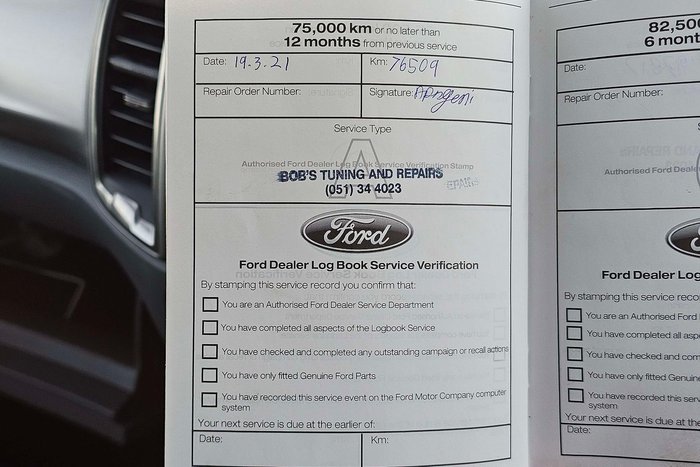 75,000 km or no later than
12 months from previous service
Date: 19.3.21
Km: 76509
Repair Order Number:
Signature:
Service Type
A
Authorised Ford Dealer Log Book Service Verification Stamp
BOB'S TUNING AND REPAIRS
(051) 34 4023
Ford
Ford Dealer Log Book Service Verification
By stamping this service record you confirm that:
You are an Authorised Ford Dealer Service Department
You have completed all aspects of the Logbook Service
You have checked and completed any outstanding campaign or recall actions
You have only fitted Genuine Ford Parts
You have recorded this service event on the Ford Motor Company computer
system
Your next service is due at the earlier of:
Date:
Km:
82,50
6 mont
Date:
Repair Order Number:
Authorised Ford Deale
Ford Dealer Log
By stamping this service reco
You are an Authorised Ford
You have completed all aspe
You have checked and com
You have only fitted Genuine
You have recorded this serv
system
Your next service is due at the
Date: